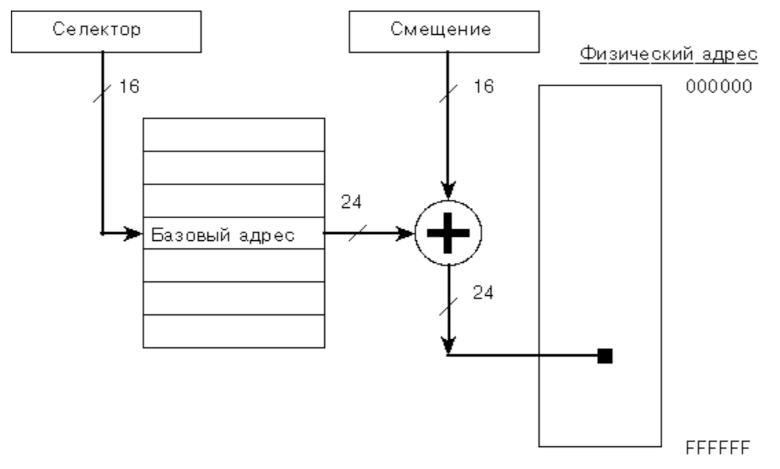 Селектор
Смещение
Физический адрес
16
16
000000
24
Базовый адрес
24
FFFFFF